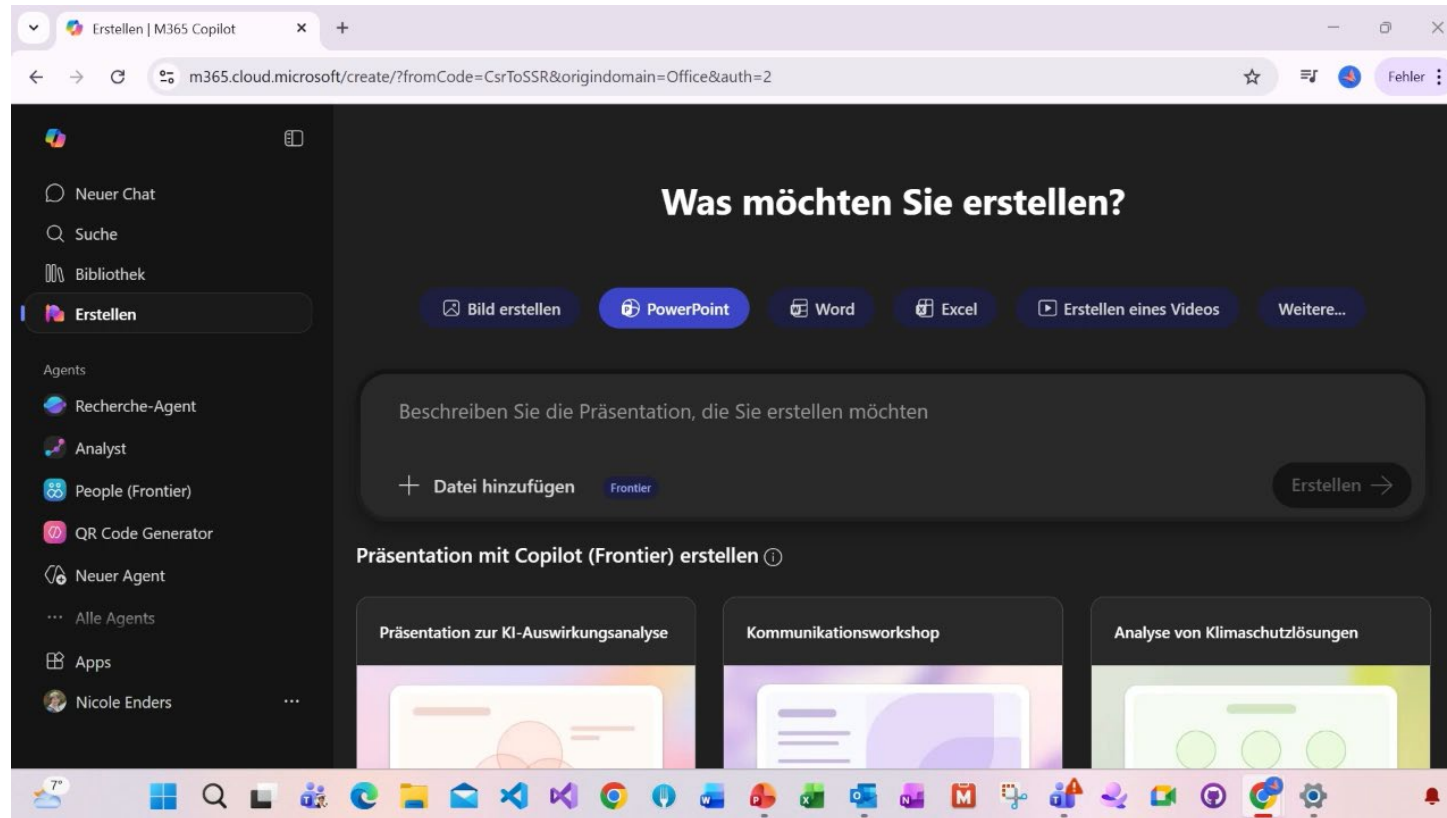 Erstellen | M365 Copilot
m365.cloud.microsoft/create/?fromCode=CsrToSSR&origindomain=Office&auth=2
Fehler
Neuer Chat
Suche
Bibliothek
Erstellen
Agents
Recherche-Agent
Analyst
People (Frontier)
QR Code Generator
Neuer Agent
Alle Agents
Apps
Nicole Enders
Was möchten Sie erstellen?
Bild erstellen
PowerPoint
Word
Excel
Erstellen eines Videos
Weitere...
Beschreiben Sie die Präsentation, die Sie erstellen möchten
Datei hinzufügen
Frontier
Erstellen
Präsentation mit Copilot (Frontier) erstellen
Präsentation zur KI-Auswirkungsanalyse
Kommunikationsworkshop
Analyse von Klimaschutzlösungen
7°